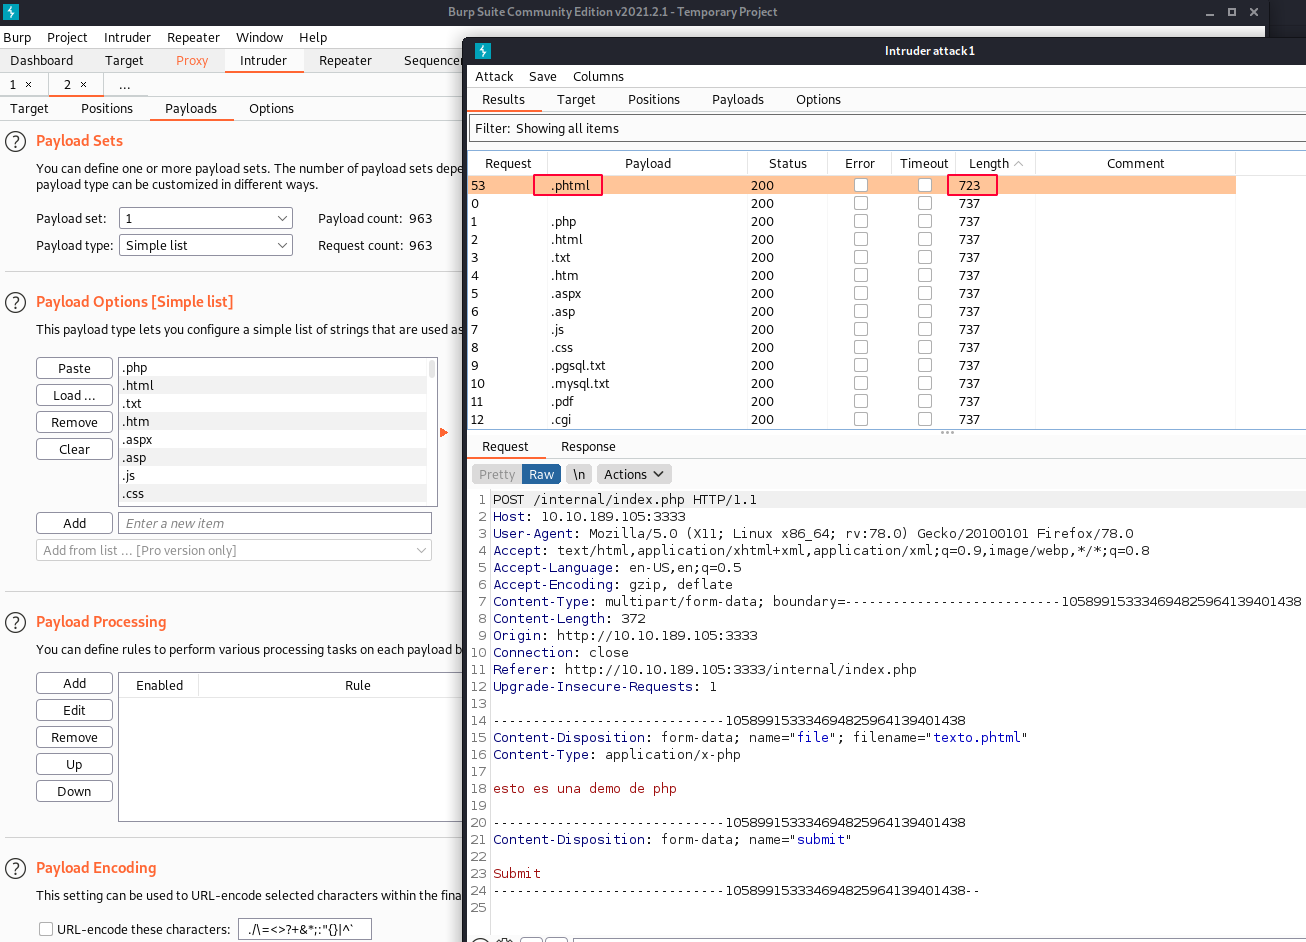 Burp Suite Community Edition v2021.2.1 - Temporary Project
Burp Project Intruder Repeater Window Help
Dashboard Target Proxy Intruder Repeater Sequencer
1 × 2 × ...
Target Positions Payloads Options
? Payload Sets
You can define one or more payload sets. The number of payload sets depe
payload type can be customized in different ways.
Payload set: 1 Payload count: 963
Payload type: Simple list Request count: 963
? Payload Options [Simple list]
This payload type lets you configure a simple list of strings that are used as
Paste
Load ...
Remove
Clear
.php
.html
.txt
.htm
.aspx
.asp
.js
.css
Add Enter a new item
Add from list ... [Pro version only]
? Payload Processing
You can define rules to perform various processing tasks on each payload b
Add
Edit
Remove
Up
Down
Enabled Rule
? Payload Encoding
This setting can be used to URL-encode selected characters within the fina
URL-encode these characters: ./\=<>?+&*;:"{}|^`
Intruder attack1
Attack Save Columns
Results Target Positions Payloads Options
Filter: Showing all items
Request Payload Status Error Timeout Length Comment
53 .phtml 200 723
0 200 737
1 .php 200 737
2 .html 200 737
3 .txt 200 737
4 .htm 200 737
5 .aspx 200 737
6 .asp 200 737
7 .js 200 737
8 .css 200 737
9 .pgsql.txt 200 737
10 .mysql.txt 200 737
11 .pdf 200 737
12 .cgi 200 737
Request Response
Pretty Raw \n Actions
1 POST /internal/index.php HTTP/1.1
2 Host: 10.10.189.105:3333
3 User-Agent: Mozilla/5.0 (X11; Linux x86_64; rv:78.0) Gecko/20100101 Firefox/78.0
4 Accept: text/html,application/xhtml+xml,application/xml;q=0.9,image/webp,*/*;q=0.8
5 Accept-Language: en-US,en;q=0.5
6 Accept-Encoding: gzip, deflate
7 Content-Type: multipart/form-data; boundary=---------------------------105899153334694825964139401438
8 Content-Length: 372
9 Origin: http://10.10.189.105:3333
10 Connection: close
11 Referer: http://10.10.189.105:3333/internal/index.php
12 Upgrade-Insecure-Requests: 1
13
14 -----------------------------105899153334694825964139401438
15 Content-Disposition: form-data; name="file"; filename="texto.phtml"
16 Content-Type: application/x-php
17
18 esto es una demo de php
19
20 -----------------------------105899153334694825964139401438
21 Content-Disposition: form-data; name="submit"
22
23 Submit
24 -----------------------------105899153334694825964139401438--
25